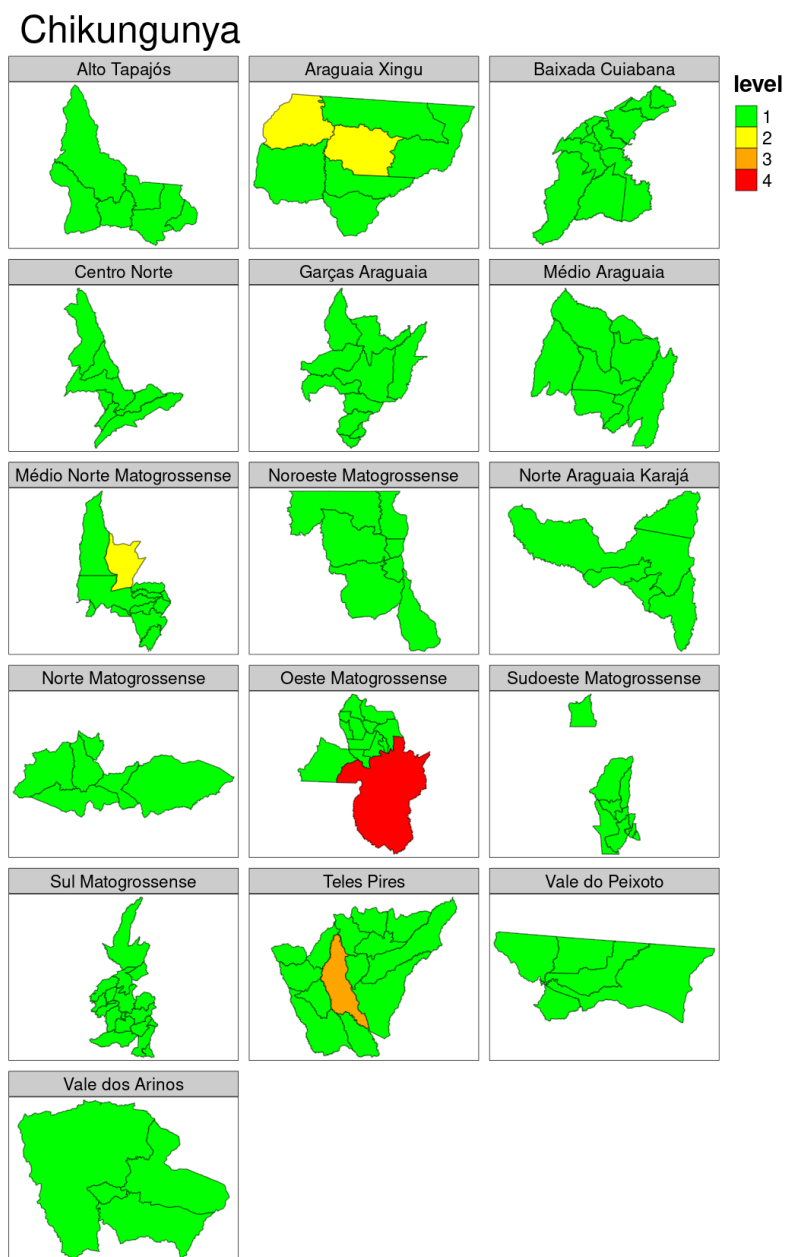 Chikungunya
Alto Tapajós
Araguaia Xingu
Baixada Cuiabana
level
1
2
3
4
Centro Norte
Garças Araguaia
Médio Araguaia
Médio Norte Matogrossense
Noroeste Matogrossense
Norte Araguaia Karajá
Norte Matogrossense
Oeste Matogrossense
Sudoeste Matogrossense
Sul Matogrossense
Teles Pires
Vale do Peixoto
Vale dos Arinos